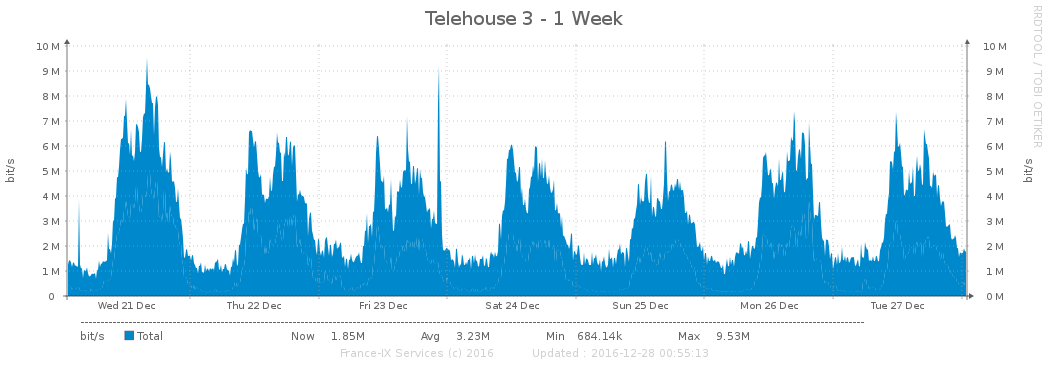 Telehouse 3 - 1 Week
RRDTOOL / TOBI OETIKER
10 M 10 M
9 M 9 M
8 M 8 M
7 M 7 M
6 M 6 M
5 M 5 M
4 M 4 M
3 M 3 M
2 M 2 M
1 M 1 M
0 0 M
bit/s bit/s
Wed 21 Dec Thu 22 Dec Fri 23 Dec Sat 24 Dec Sun 25 Dec Mon 26 Dec Tue 27 Dec
bit/s Total Now 1.85M Avg 3.23M Min 684.14k Max 9.53M
France-IX Services (c) 2016 Updated : 2016-12-28 00:55:13